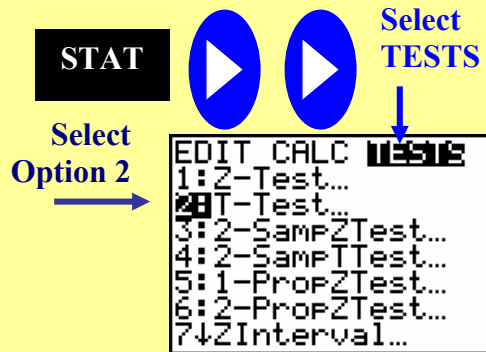 STAT
Select
TESTS
Select
Option 2
EDIT CALC TESTS
1:Z-Test…
2:T-Test…
3:2-SampZTest…
4:2-SampTTest…
5:1-PropZTest…
6:2-PropZTest…
7↓ZInterval…